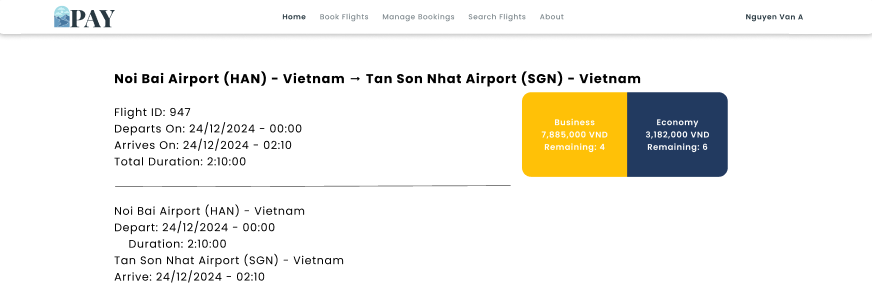 PAY
Home Book Flights Manage Bookings Search Flights About Nguyen Van A
Noi Bai Airport (HAN) - Vietnam → Tan Son Nhat Airport (SGN) - Vietnam
Flight ID: 947
Departs On: 24/12/2024 - 00:00
Arrives On: 24/12/2024 - 02:10
Total Duration: 2:10:00
Business
7,885,000 VND
Remaining: 4
Economy
3,182,000 VND
Remaining: 6
Noi Bai Airport (HAN) - Vietnam
Depart: 24/12/2024 - 00:00
Duration: 2:10:00
Tan Son Nhat Airport (SGN) - Vietnam
Arrive: 24/12/2024 - 02:10